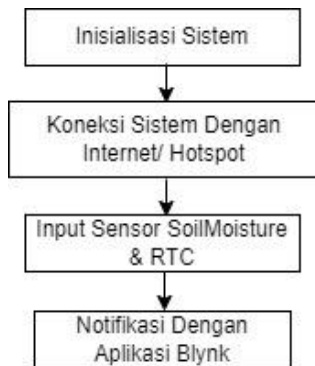 Inisialisasi Sistem
Koneksi Sistem Dengan
Internet/ Hotspot
Input Sensor SoilMoisture
& RTC
Notifikasi Dengan
Aplikasi Blynk